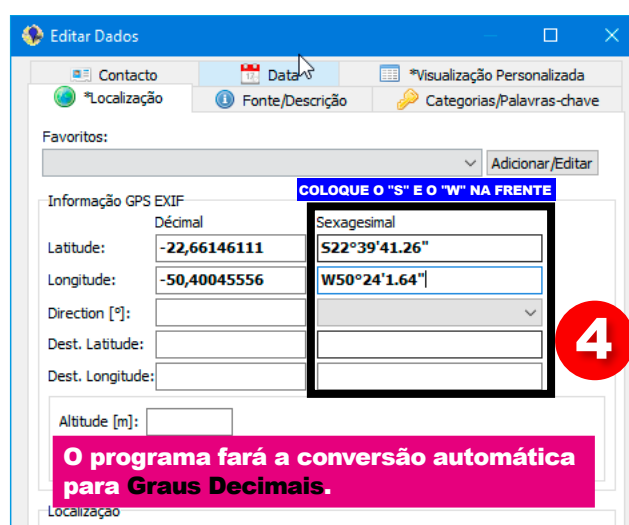 Editar Dados
Contacto
Data
*Visualização Personalizada
*Localização
Fonte/Descrição
Categorias/Palavras-chave
Favoritos:
Adicionar/Editar
COLOQUE O "S" E O "W" NA FRENTE
Informação GPS EXIF
Décimal
Sexagesimal
Latitude:
-22,66146111
S22°39'41.26"
Longitude:
-50,40045556
W50°24'1.64"
Direction [º]:
Dest. Latitude:
4
Dest. Longitude:
Altitude [m]:
O programa fará a conversão automática
para Graus Decimais.
Localização